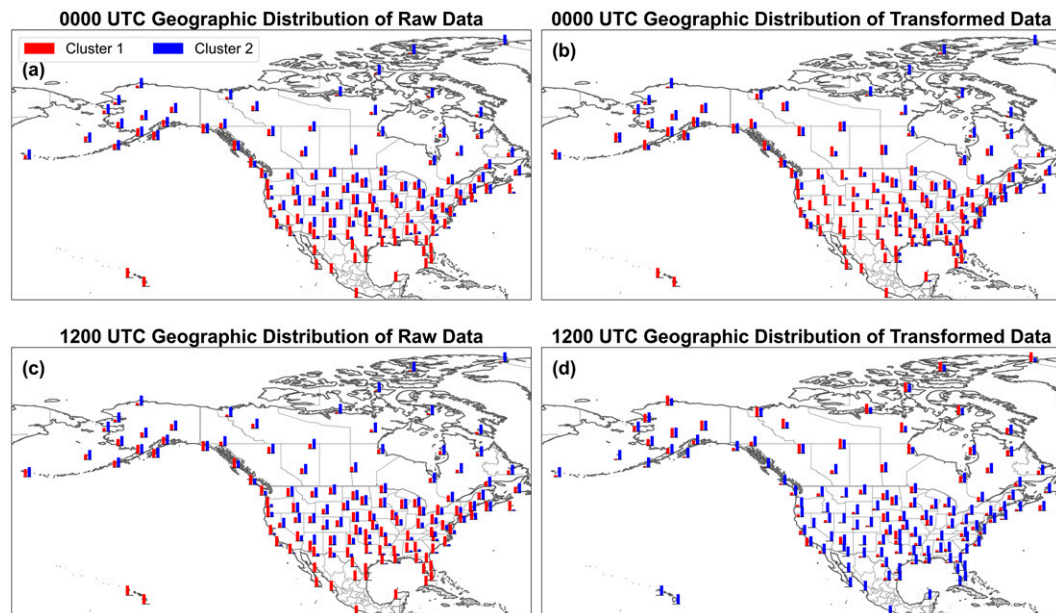 0000 UTC Geographic Distribution of Raw Data
0000 UTC Geographic Distribution of Transformed Data
Cluster 1 Cluster 2
(a)
(b)
1200 UTC Geographic Distribution of Raw Data
1200 UTC Geographic Distribution of Transformed Data
(c)
(d)